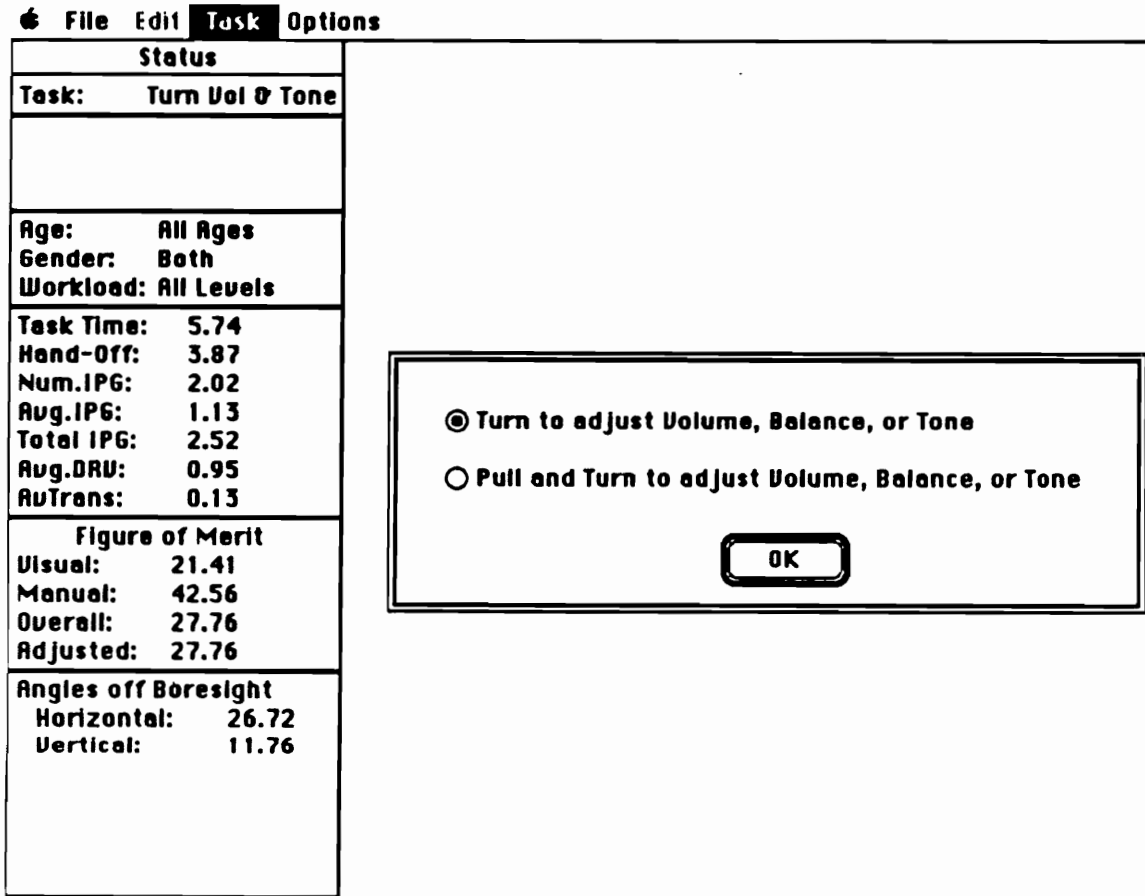 File Edit Task Options
Status
Task: Turn Vol & Tone
Age: All Ages
Gender: Both
Workload: All Levels
Task Time: 5.74
Hand-Off: 3.87
Num.IPG: 2.02
Avg.IPG: 1.13
Total IPG: 2.52
Avg.DRV: 0.95
AvTrans: 0.13
Figure of Merit
Visual: 21.41
Manual: 42.56
Overall: 27.76
Adjusted: 27.76
Angles off Boresight
Horizontal: 26.72
Vertical: 11.76
Turn to adjust Volume, Balance, or Tone
Pull and Turn to adjust Volume, Balance, or Tone
OK